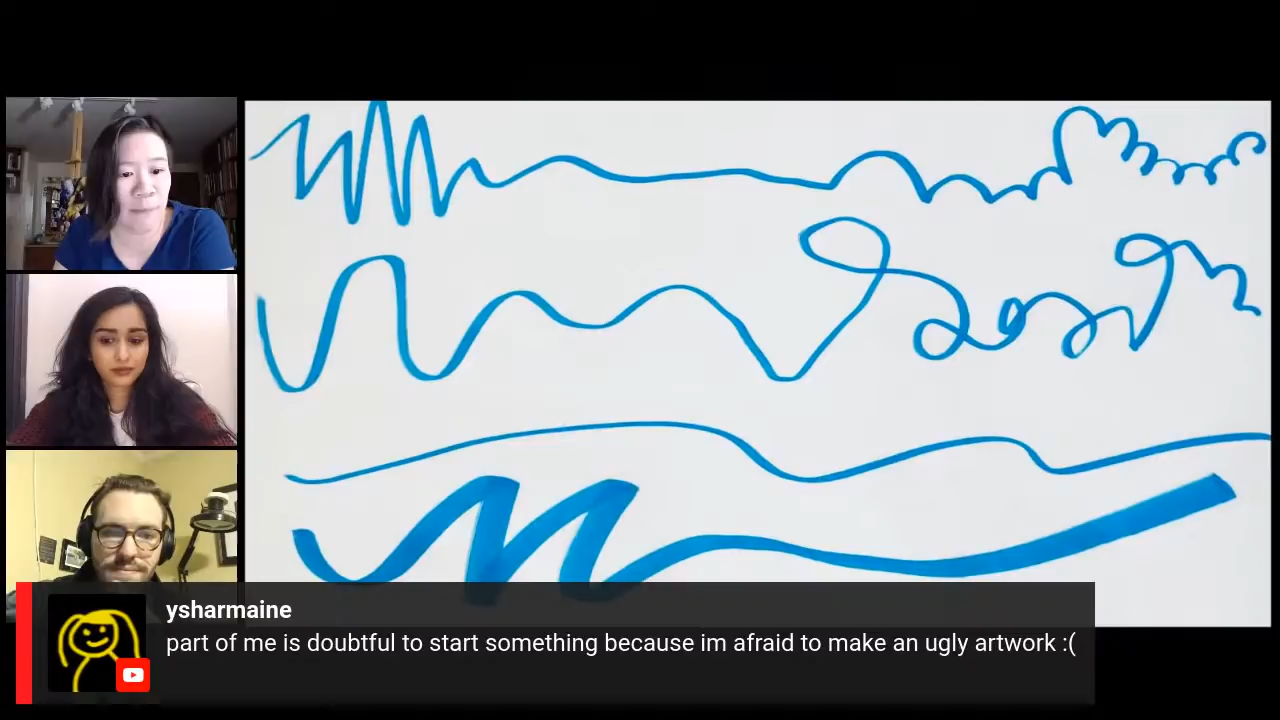 ysharmaine
part of me is doubtful to start something because im afraid to make an ugly artwork :(